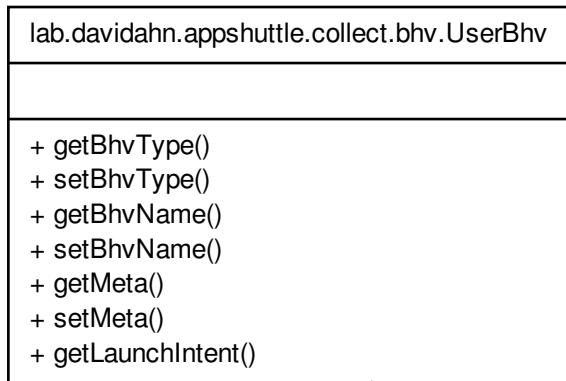 lab.davidahn.appshuttle.collect.bhv.UserBhv
+ getBhvType()
+ setBhvType()
+ getBhvName()
+ setBhvName()
+ getMeta()
+ setMeta()
+ getLaunchIntent()